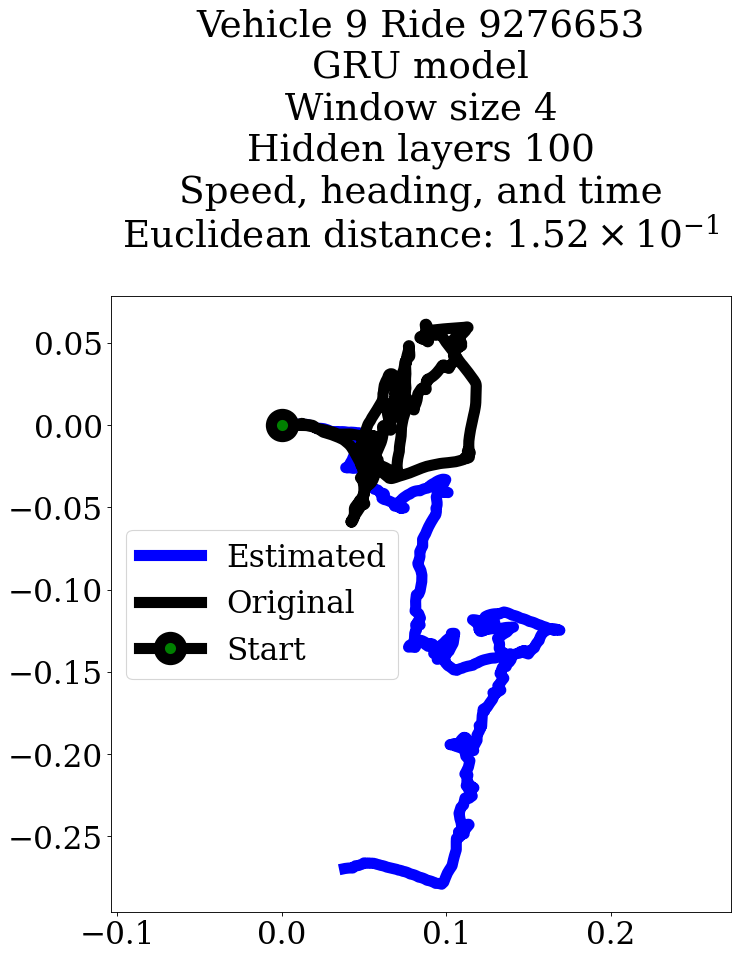 Vehicle 9 Ride 9276653
GRU model
Window size 4
Hidden layers 100
Speed, heading, and time
Euclidean distance: 1.52 × 10⁻¹
0.05
0.00
−0.05
−0.10
−0.15
−0.20
−0.25
Estimated
Original
Start
−0.1
0.0
0.1
0.2